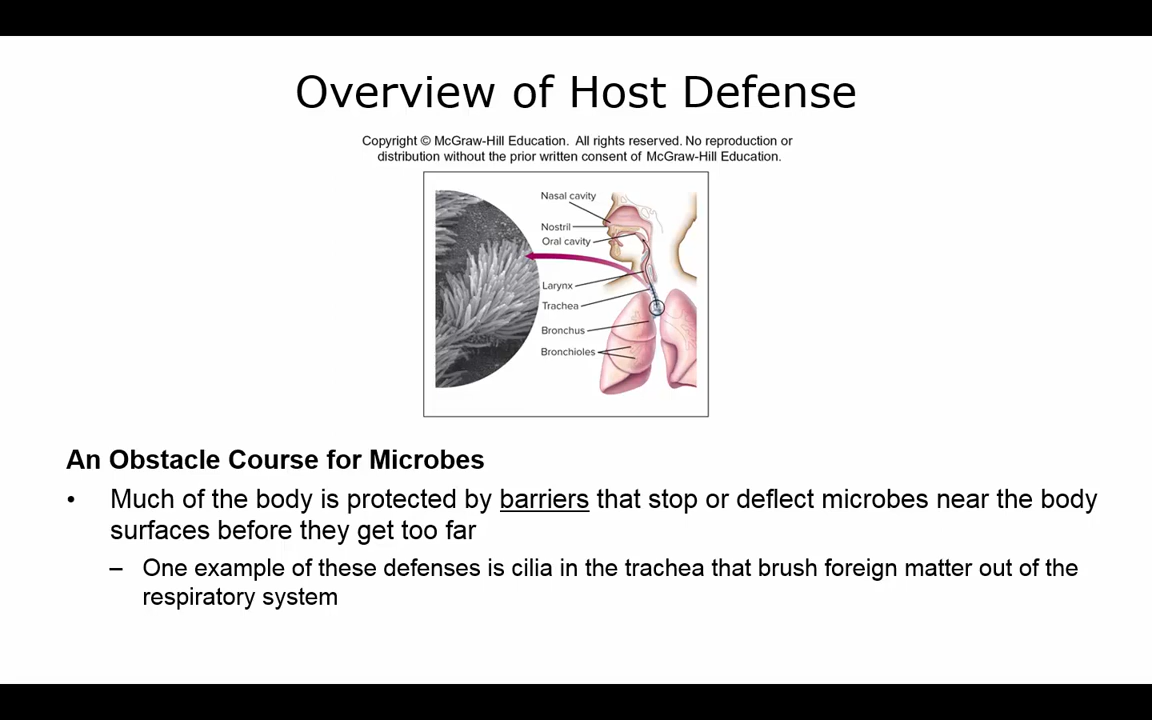 Overview of Host Defense
Copyright © McGraw-Hill Education. All rights reserved. No reproduction or
distribution without the prior written consent of McGraw-Hill Education.
Nasal cavity
Nostril
Oral cavity
Larynx
Trachea
Bronchus
Bronchioles
An Obstacle Course for Microbes
• Much of the body is protected by barriers that stop or deflect microbes near the body
surfaces before they get too far
– One example of these defenses is cilia in the trachea that brush foreign matter out of the
respiratory system